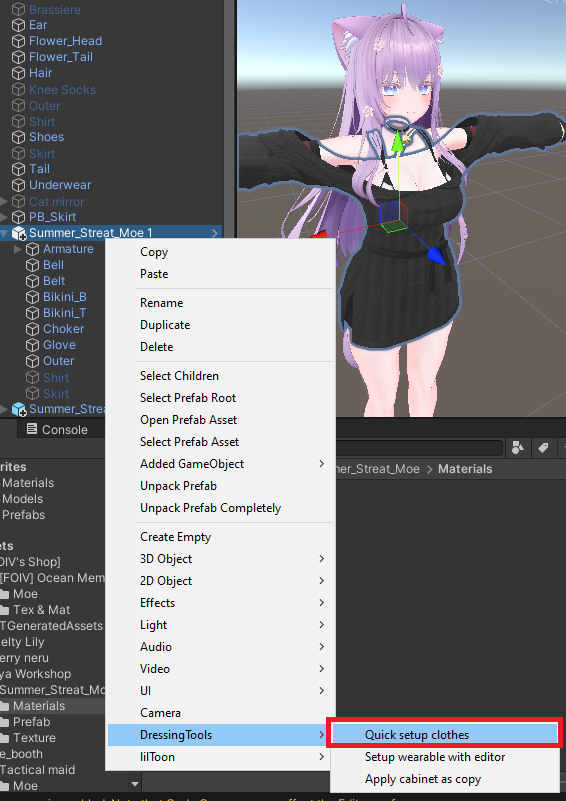 Brassiere
Ear
Flower_Head
Flower_Tail
Hair
Knee Socks
Outer
Shirt
Shoes
Skirt
Tail
Underwear
Cat mirror
PB_Skirt
Summer_Streat_Moe 1
Armature
Bell
Belt
Bikini_B
Bikini_T
Choker
Glove
Outer
Shirt
Skirt
Summer_Strea
Copy
Paste
Rename
Duplicate
Delete
Select Children
Select Prefab Root
Open Prefab Asset
Select Prefab Asset
Added GameObject
Unpack Prefab
Unpack Prefab Completely
Create Empty
3D Object
2D Object
Effects
Light
Audio
Video
UI
Camera
DressingTools
lilToon
Quick setup clothes
Setup wearable with editor
Apply cabinet as copy
Console
rites
Materials
Models
Prefabs
ets
OIV's Shop]
[FOIV] Ocean Mem
Moe
Tex & Mat
TGeneratedAssets
elty Lily
erry neru
ya Workshop
Summer_Streat_Mo
Materials
Prefab
Texture
e_booth
Tactical maid
Moe
mer_Streat_Moe > Materials